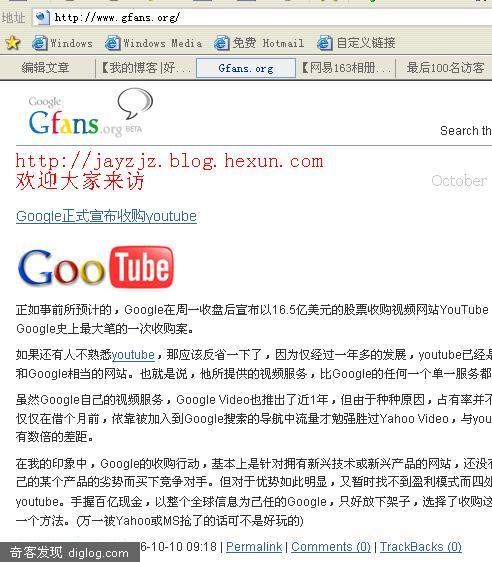 地址 http://www.gfans.org/
Windows Windows Media 免费 Hotmail 自定义链接
编辑文章 【我的博客|好... Gfans.org 【网易163相册... 最后100名访客
Google
Gfans.org BETA
Search th
http://jayzjz.blog.hexun.com
欢迎大家来访
October
Google正式宣布收购youtube
GooTube
正如事前所预计的，Google在周一收盘后宣布以16.5亿美元的股票收购视频网站YouTube
Google史上最大笔的一次收购案。
如果还有人不熟悉youtube，那应该反省一下了，因为仅经过一年多的发展，youtube已经是
和Google相当的网站。也就是说，他所提供的视频服务，比Google的任何一个单一服务都
虽然Google自己的视频服务，Google Video也推出了近1年，但由于种种原因，占有率并不
仅仅在借个月前，依靠被加入到Google搜索的导航中流量才勉强胜过Yahoo Video，与you
有数倍的差距。
在我的印象中，Google的收购行动，基本上是针对拥有新兴技术或新兴产品的网站，还没有
己的某个产品的劣势而买下竞争对手。但对于优势如此明显，又暂时找不到盈利模式而四处
youtube。手握百亿现金，以整个全球信息为己任的Google，只好放下架子，选择了收购这
一个方法。(万一被Yahoo或MS抢了的话可不是好玩的)
奇客发现 diglog.com 6-10-10 09:18 | Permalink | Comments (0) | TrackBacks (0)